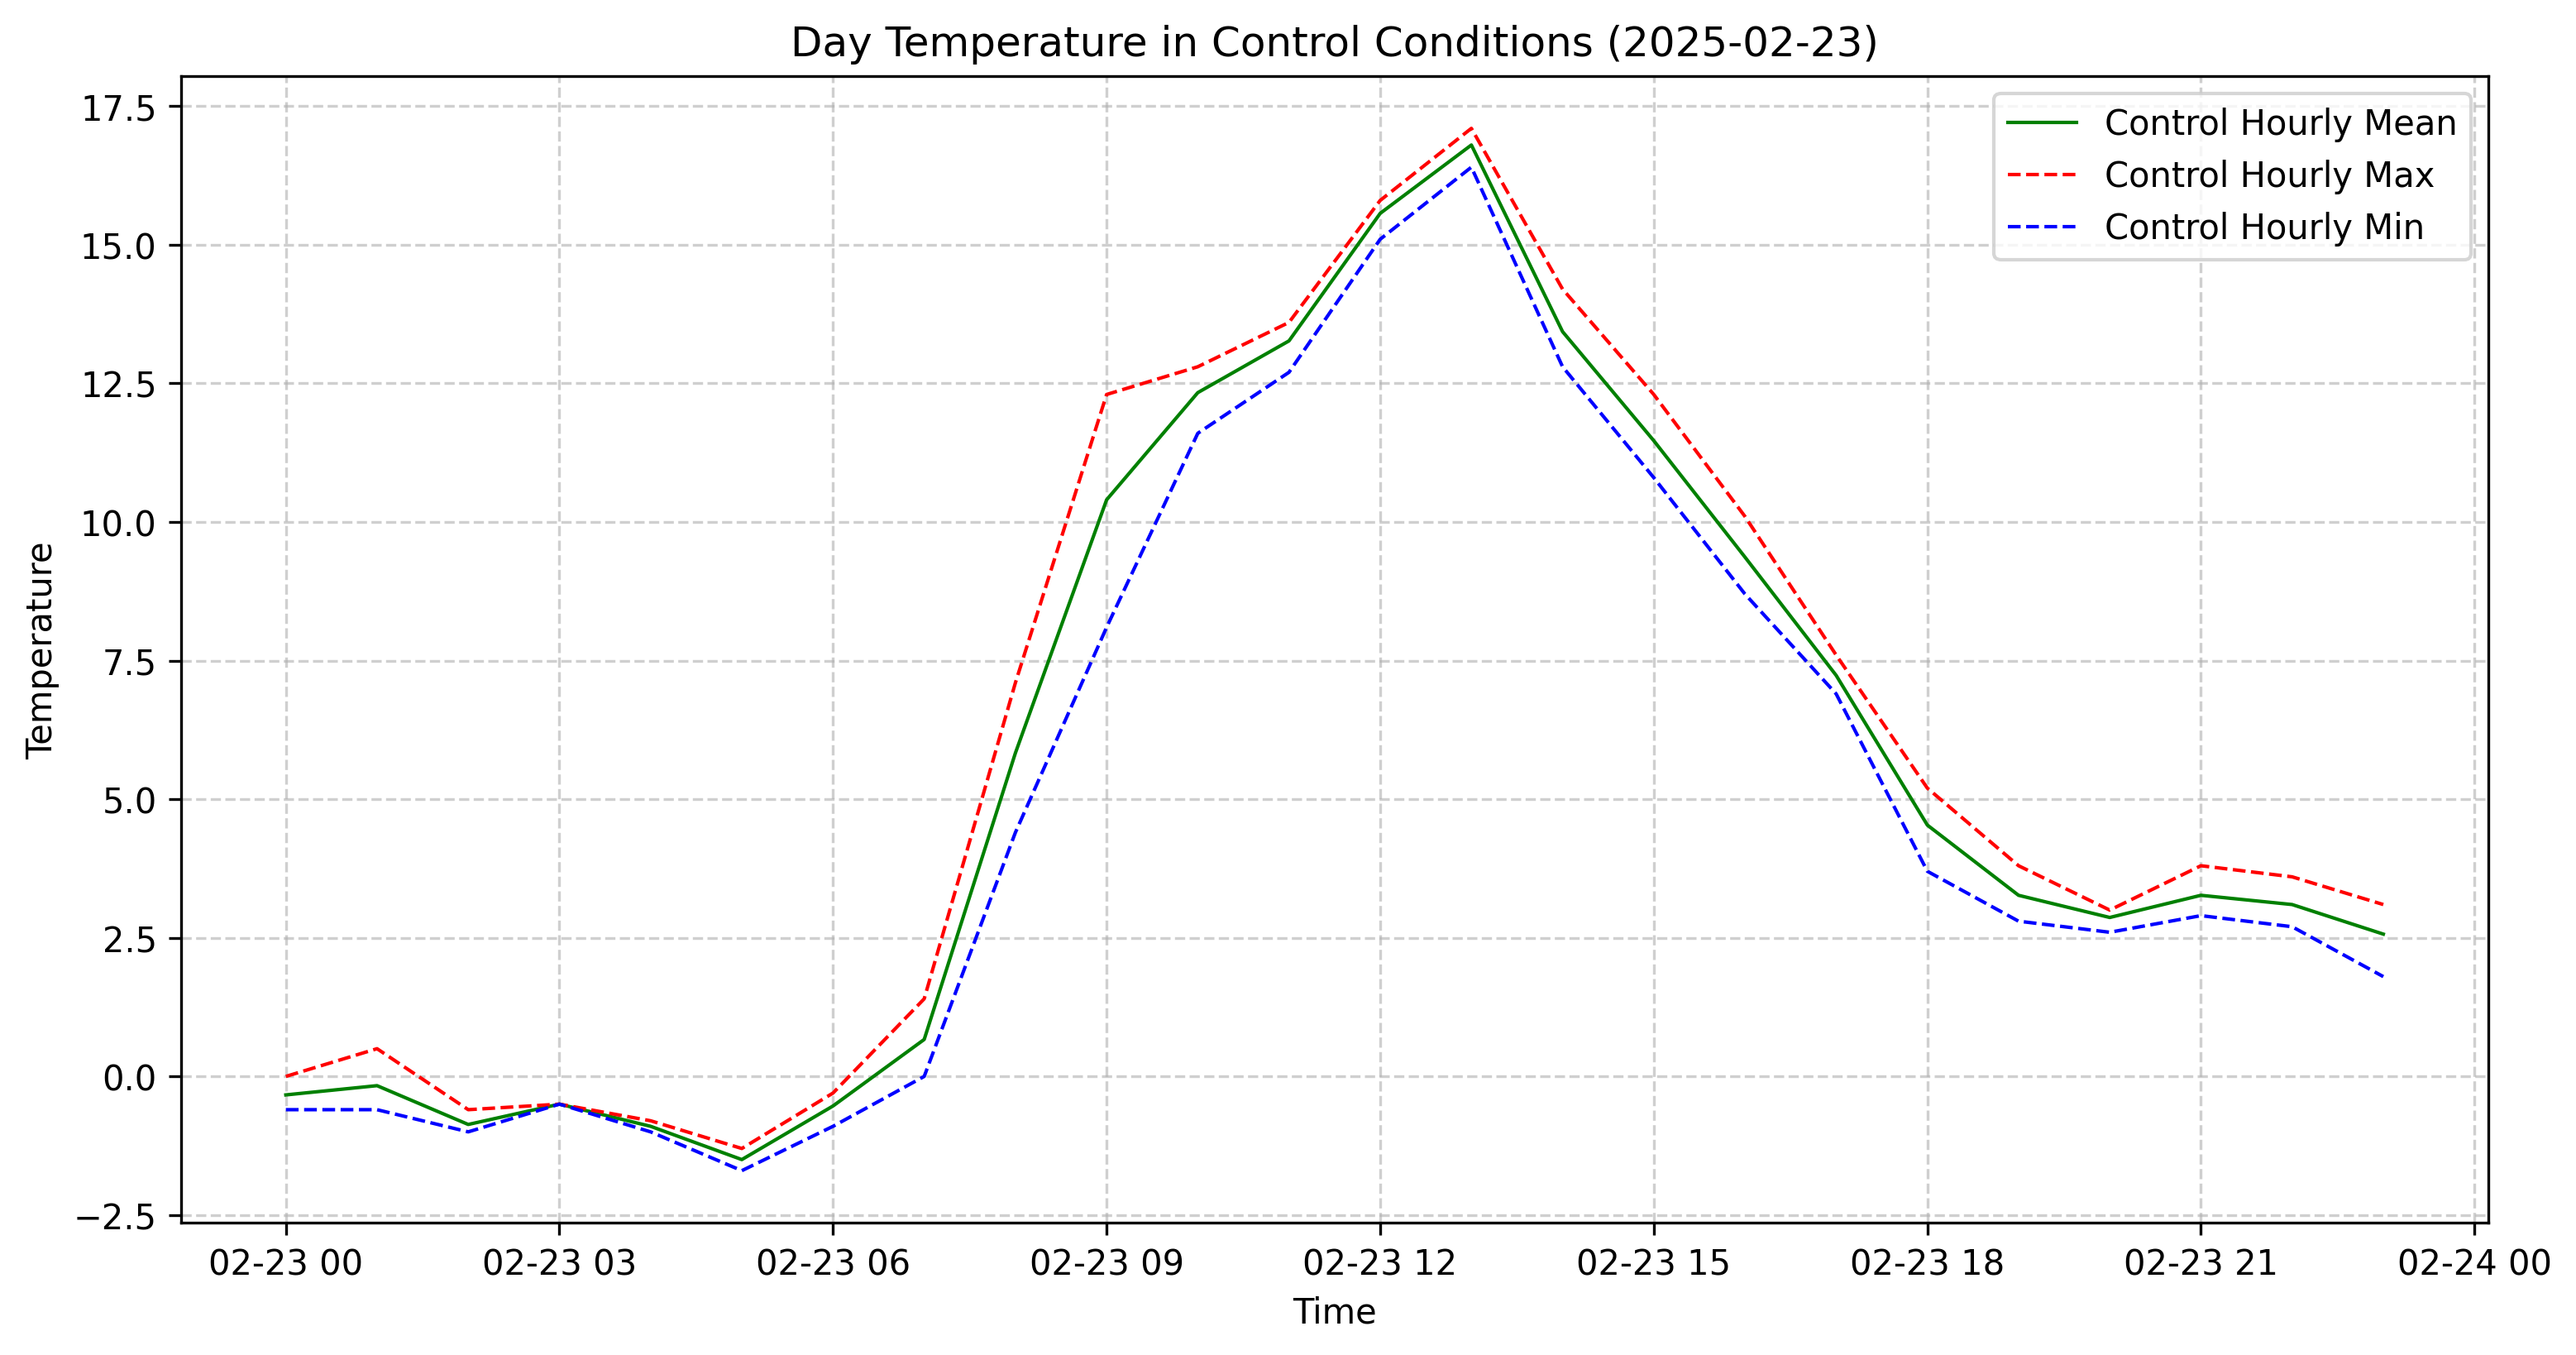 Day Temperature in Control Conditions (2025-02-23)
Control Hourly Mean
Control Hourly Max
Control Hourly Min
Temperature
17.5
15.0
12.5
10.0
7.5
5.0
2.5
0.0
−2.5
02-23 00 02-23 03 02-23 06 02-23 09 02-23 12 02-23 15 02-23 18 02-23 21 02-24 00
Time